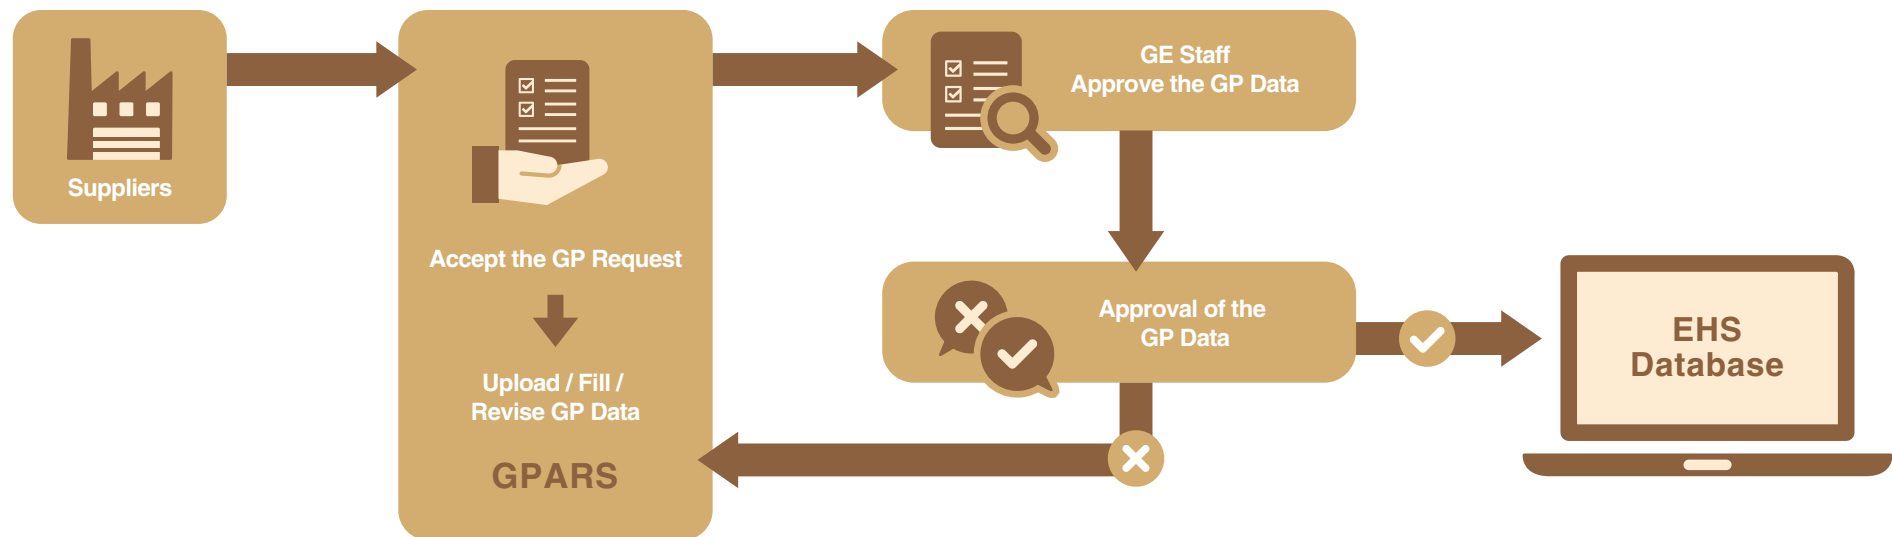 Suppliers
Accept the GP Request
Upload / Fill /
Revise GP Data
GPARS
GE Staff
Approve the GP Data
Approval of the
GP Data
EHS
Database